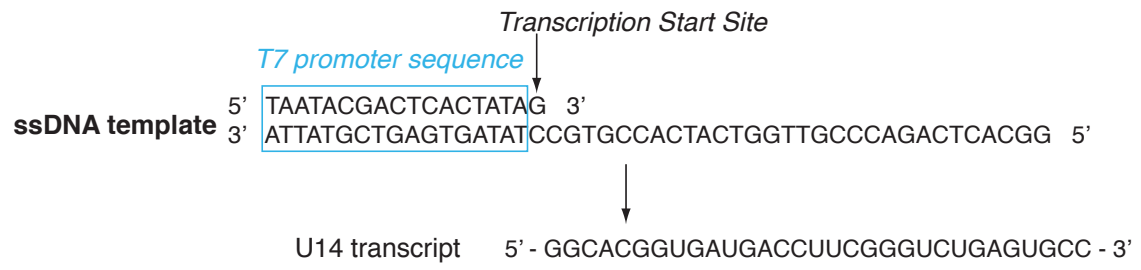 Transcription Start Site
T7 promoter sequence
5’ TAATACGACTCACTATAG 3’
ssDNA template
3’ ATTATGCTGAGTGATATCCGTGCCACTACTGGTTGCCCAGACTCACGG 5’
U14 transcript 5’ - GGCACGGUGAUGACCUUCGGGUCUGAGUGCC - 3’